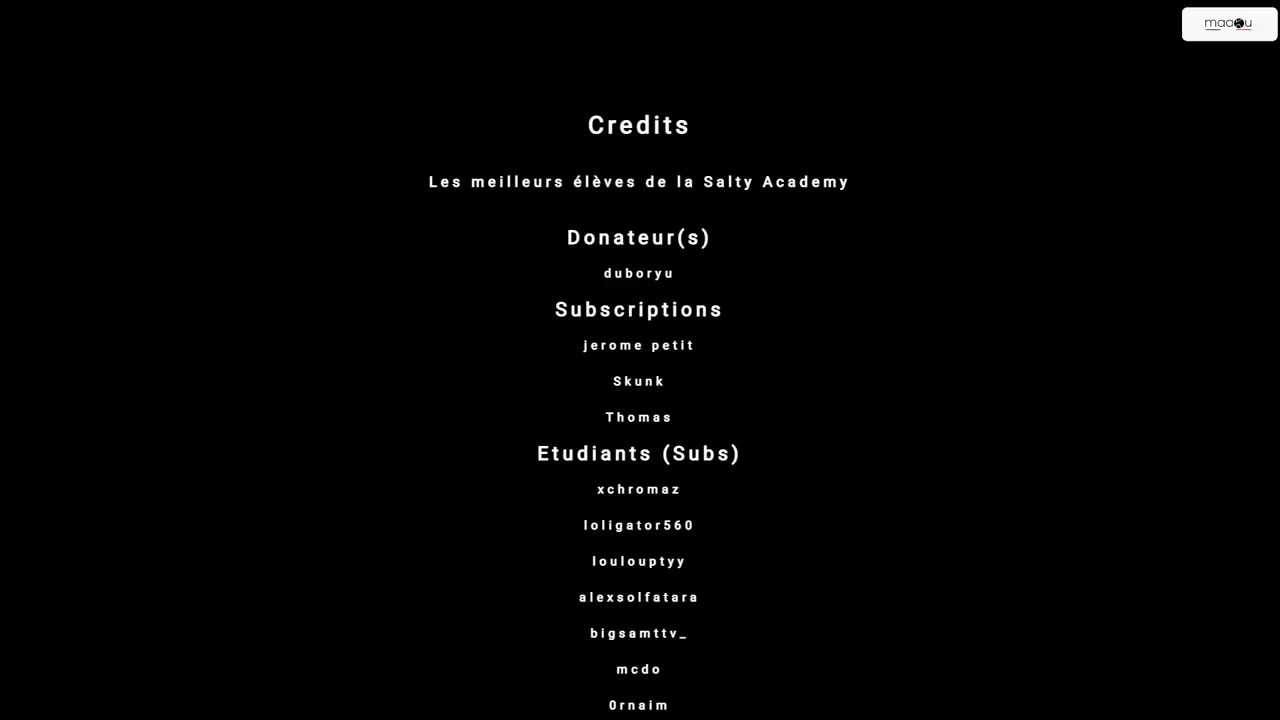 Credits
Les meilleurs élèves de la Salty Academy
Donateur(s)
duboryu
Subscriptions
jerome petit
Skunk
Thomas
Etudiants (Subs)
xchromaz
loligator560
loulouptyy
alexsolfatara
bigsamttv_
mcdo
0rnaim